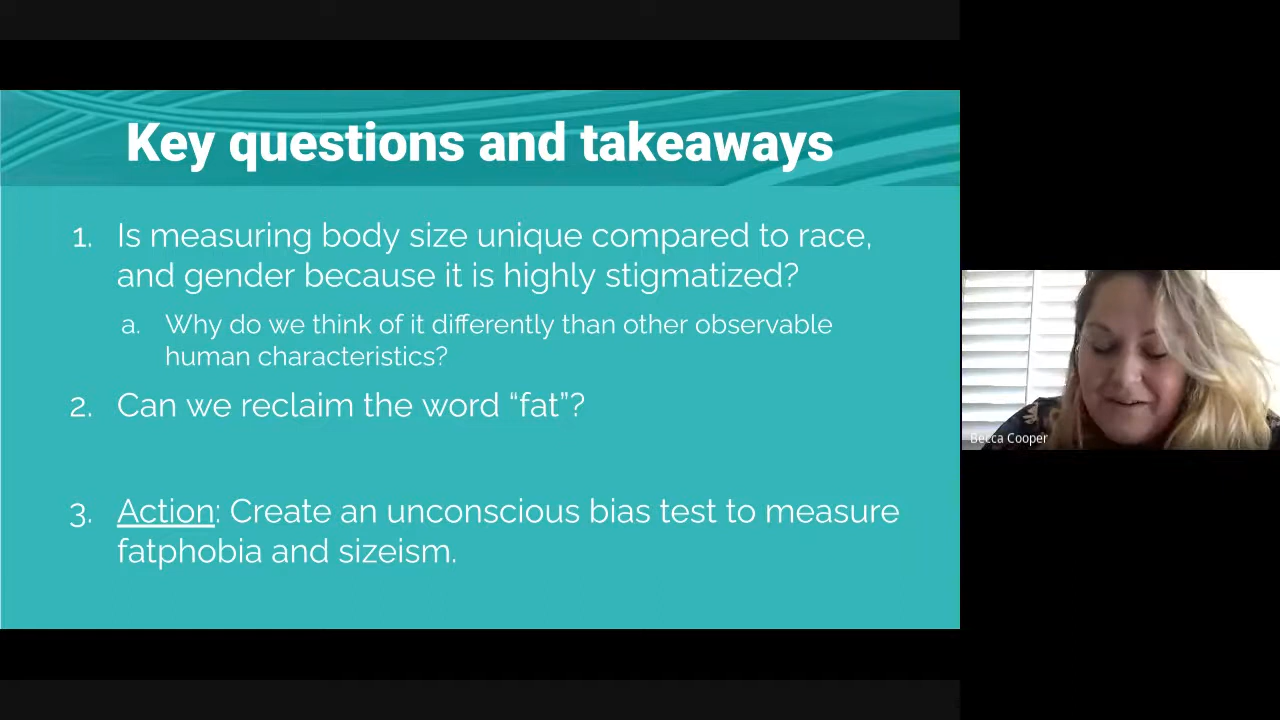 Key questions and takeaways
1. Is measuring body size unique compared to race,
and gender because it is highly stigmatized?
a. Why do we think of it differently than other observable
human characteristics?
2. Can we reclaim the word “fat”?
3. Action: Create an unconscious bias test to measure
fatphobia and sizeism.
Becca Cooper